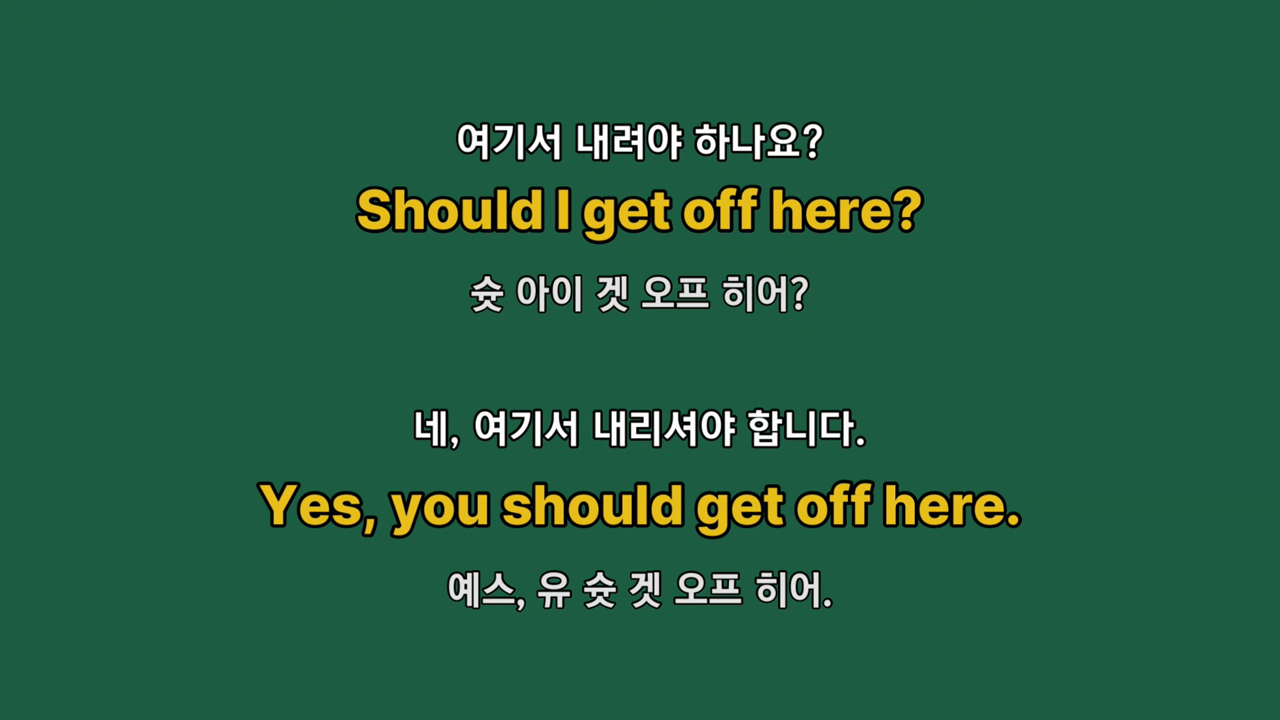 여기서 내려야 하나요?
Should I get off here?
슛 아이 겟 오프 히어?
네, 여기서 내리셔야 합니다.
Yes, you should get off here.
예스, 유 슛 겟 오프 히어.